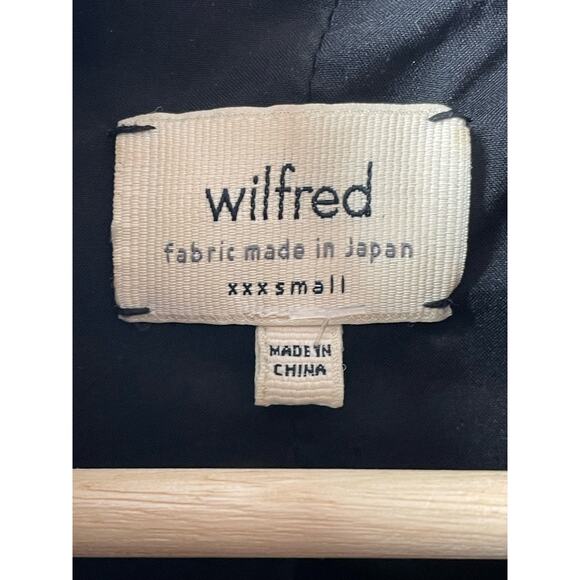 wilfred
fabric made in Japan
xxxsmall
MADE IN
CHINA